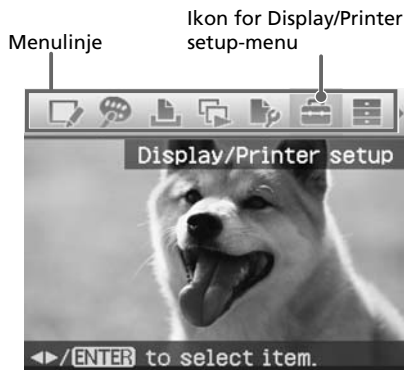 Ikon for Display/Printer
setup-menu
Menulinje
Display/Printer setup
◄►/ENTER to select item.